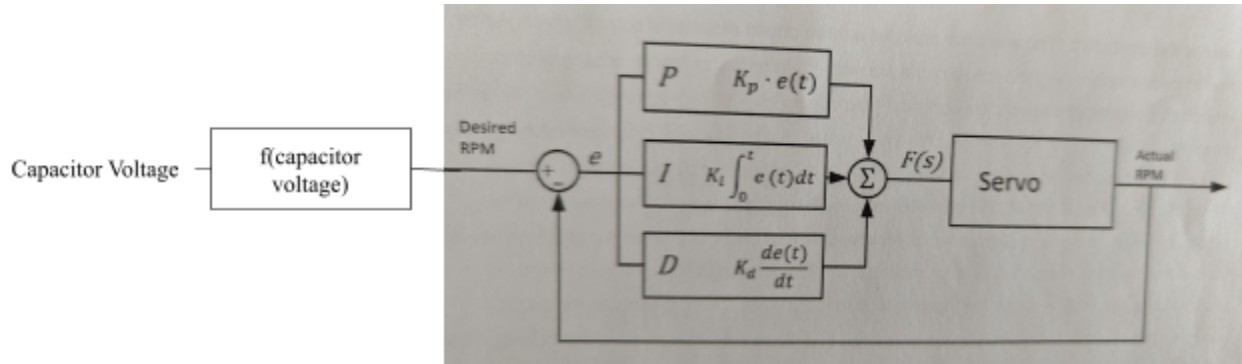 Capacitor Voltage
f(capacitor
voltage)
Desired
RPM
+
−
e
P K_p · e(t)
I K_i ∫_0^t e(t)dt
D K_d de(t)/dt
Σ
F(s)
Servo
Actual
RPM